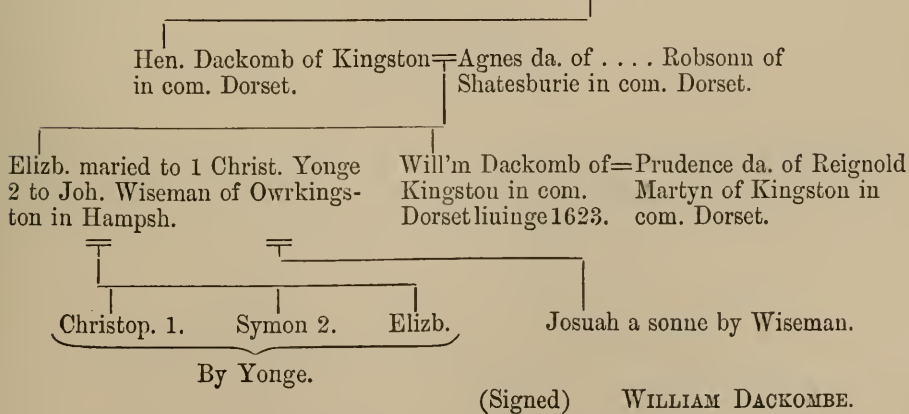 Hen. Dackomb of Kingston
in com. Dorset.
Agnes da. of . . . . Robsonn of
Shatesburie in com. Dorset.
Elizb. maried to 1 Christ. Yonge
2 to Joh. Wiseman of Owrkings-
ton in Hampsh.
Will'm Dackomb of
Kingston in com.
Dorset liuinge 1623.
Prudence da. of Reignold
Martyn of Kingston in
com. Dorset.
Christop. 1. Symon 2. Elizb.
Josuah a sonne by Wiseman.
By Yonge.
(Signed) WILLIAM DACKOMBE.